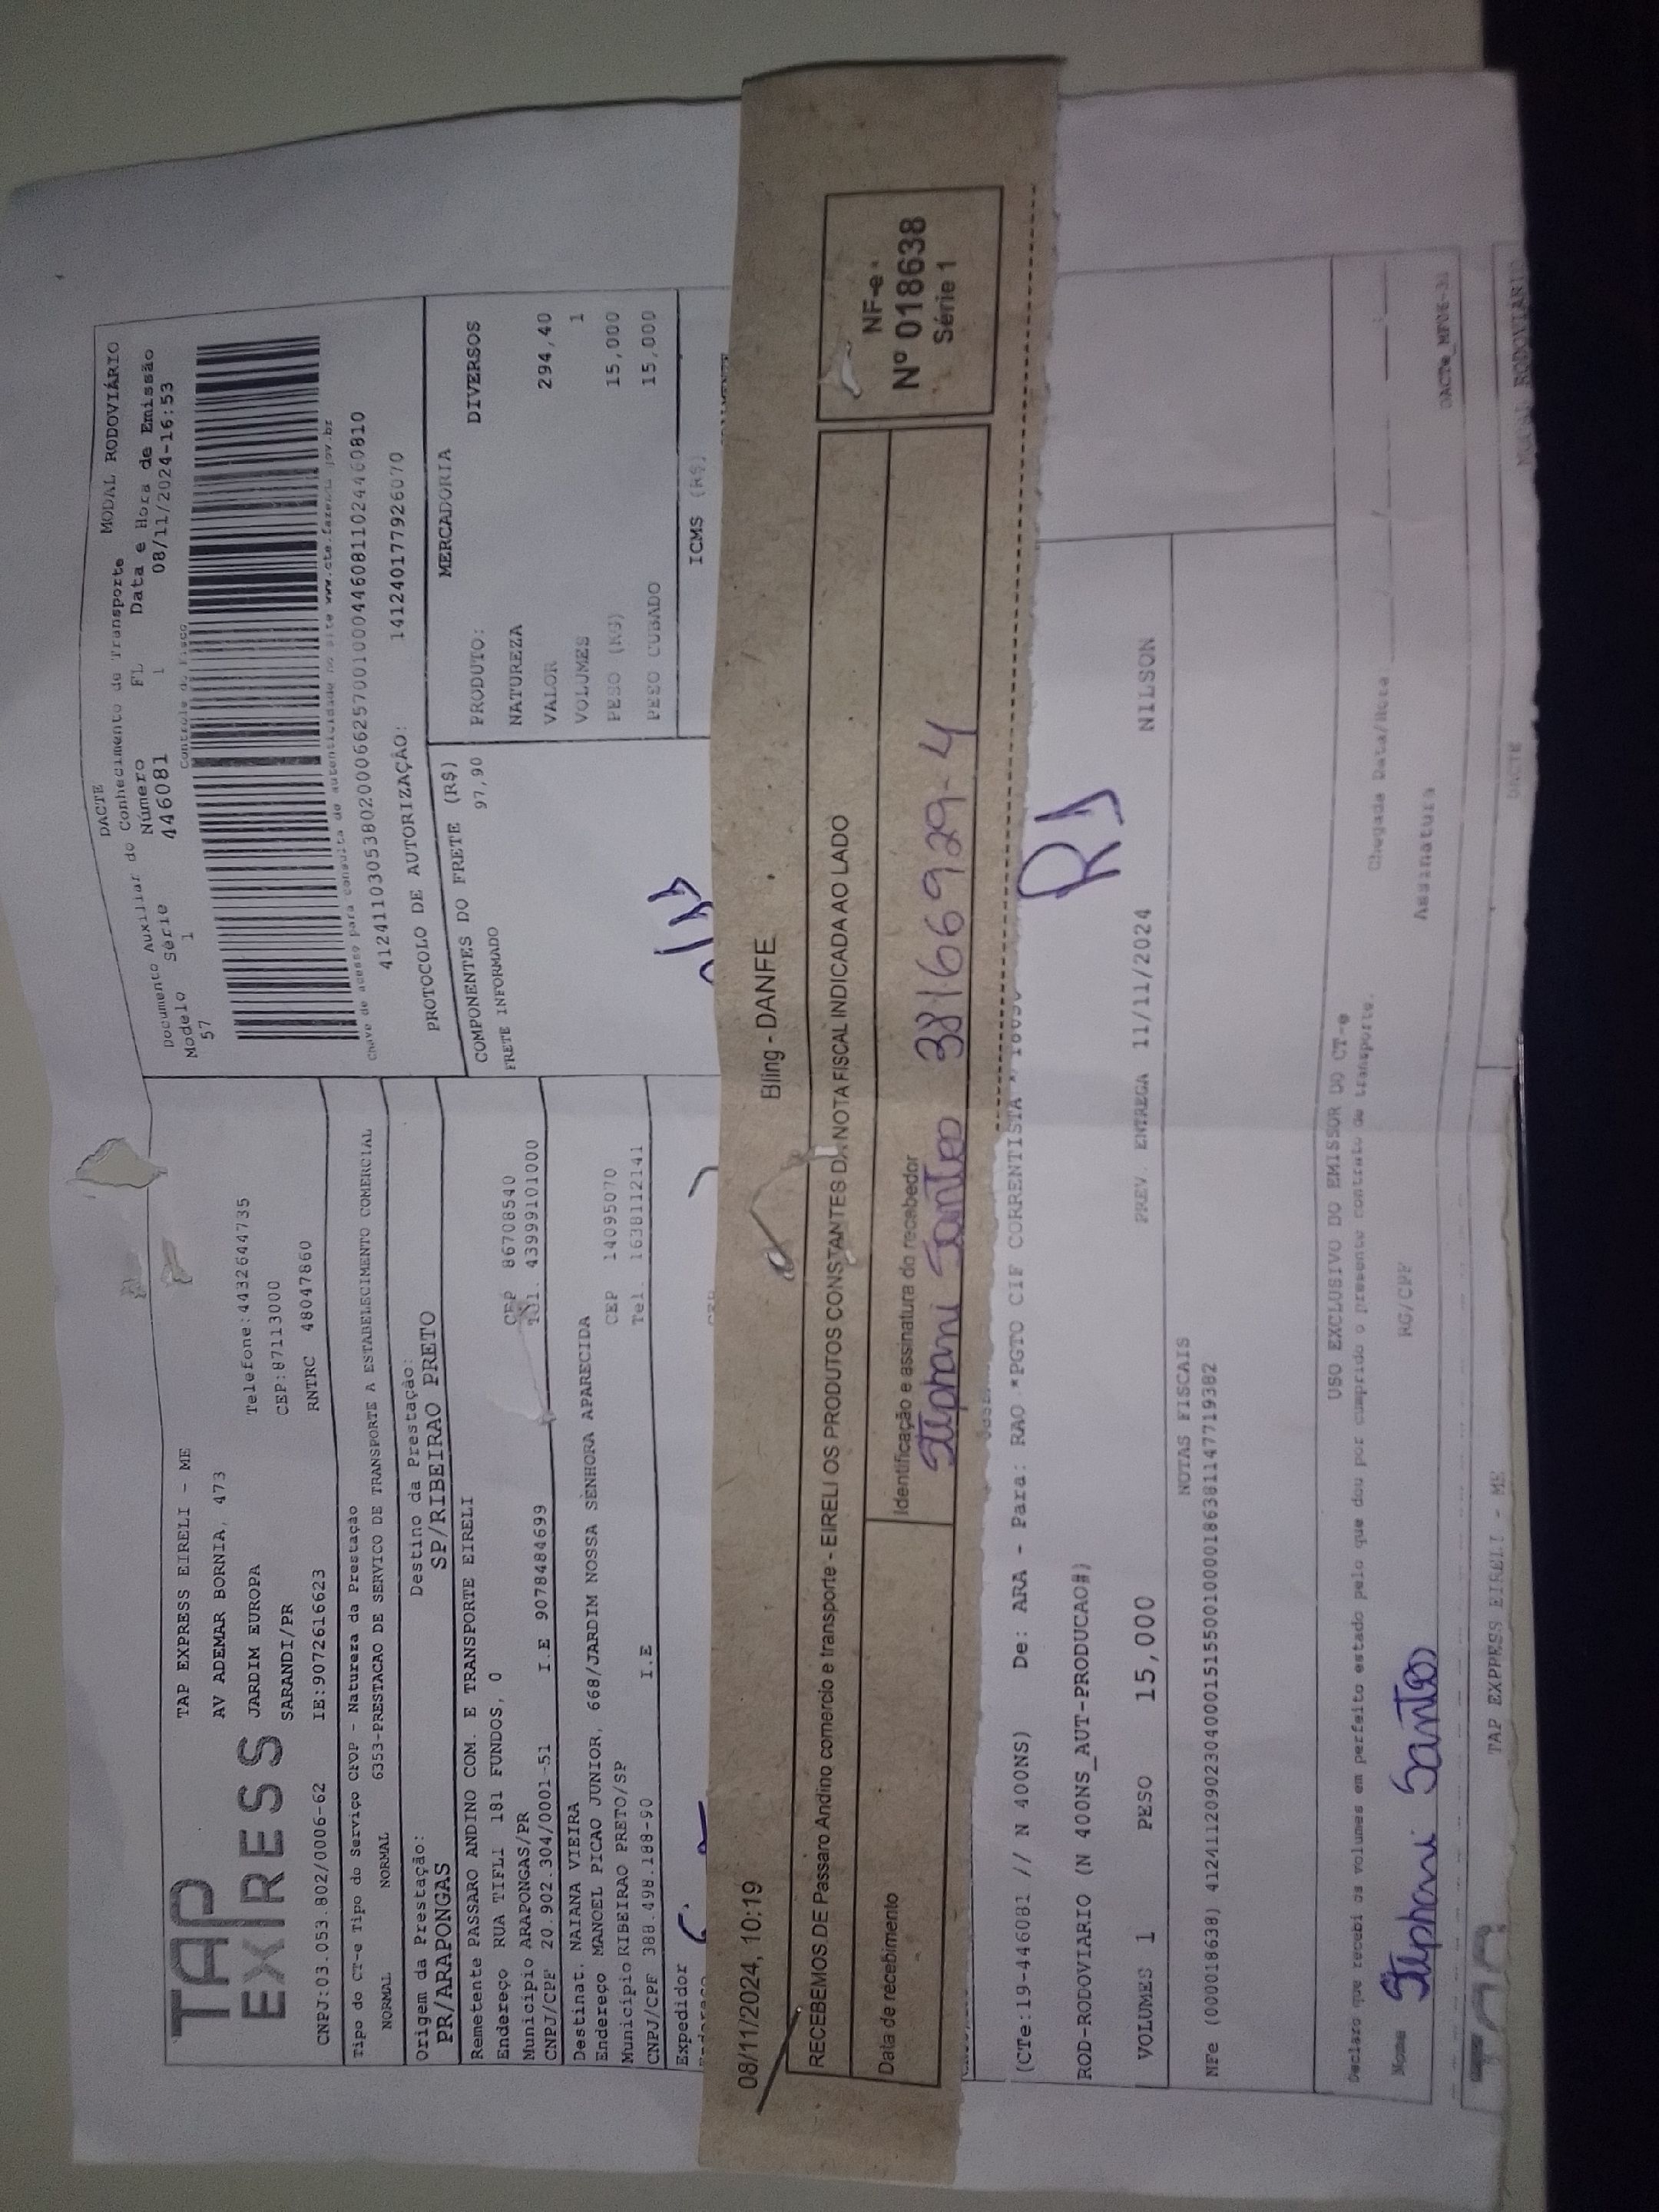 DACTE
Documento Auxiliar do Conhecimento de Transporte MODAL RODOVIÁRIO
Modelo Série Número FL Data e Hora de Emissão
57 1 446081 1 08/11/2024-16:53
Controle do Fisco
Chave de acesso para consulta de autenticidade no site www.cte.fazenda.gov.br
PROTOCOLO DE AUTORIZAÇÃO: 141240177926070
TAP EXPRESS
TAP EXPRESS EIRELI - ME
AV ADEMAR BORNIA, 473
JARDIM EUROPA Telefone:4432644735
SARANDI/PR CEP:87113000
CNPJ:03.053.802/0006-62 IE:9072616623 RNTRC 48047860
Tipo do CT-e Tipo do Serviço CFOP - Natureza da Prestação
NORMAL NORMAL 6353-PRESTACAO DE SERVICO DE TRANSPORTE A ESTABELECIMENTO COMERCIAL
Origem da Prestação: Destino da Prestação:
PR/ARAPONGAS SP/RIBEIRAO PRETO
Remetente PASSARO ANDINO COM. E TRANSPORTE EIRELI
Endereço RUA TIFLI 181 FUNDOS, 0 CEP 86708540
Município ARAPONGAS/PR Tel. 43999101000
CNPJ/CPF 20.902.304/0001-51 I.E 9078484699
Destinat. NAIANA VIEIRA
Endereço MANOEL PICAO JUNIOR, 668/JARDIM NOSSA SENHORA APARECIDA
Município RIBEIRAO PRETO/SP CEP 14095070
CNPJ/CPF 388.498.188-90 I.E Tel. 1638112141
Expedidor
COMPONENTES DO FRETE (R$)
FRETE INFORMADO 97,90
MERCADORIA
PRODUTO: DIVERSOS
NATUREZA
VALOR 294,40
VOLUMES 1
PESO (KG) 15,000
PESO CUBADO 15,000
ICMS (R$)
08/11/2024, 10:19 Bling - DANFE
RECEBEMOS DE Passaro Andino comercio e transporte - EIRELI OS PRODUTOS CONSTANTES DA NOTA FISCAL INDICADA AO LADO
Data de recebimento Identificação e assinatura do recebedor
Stephani Santos 38166929-4
NF-e
Nº 018638
Série 1
(CTe:19-446081 // N 400NS) De: ARA - Para: RAO *PGTO CIF CORRENTISTA
ROD-RODOVIARIO (N 400NS_AUT-PRODUCAO#)
RJ
VOLUMES 1 PESO 15,000 PREV. ENTREGA 11/11/2024 NILSON
NOTAS FISCAIS
NFe (000018638) 41241120902304000151550010000186381147719382
USO EXCLUSIVO DO EMISSOR DO CT-e
Declaro que recebi os volumes em perfeito estado pelo que dou por cumprido o presente contrato de transporte.
Nome Stephani Santos RG/CPF Chegada Data/Hora
Assinatura
TAP EXPRESS EIRELI - ME
DACTE
MODAL RODOVIÁRIO